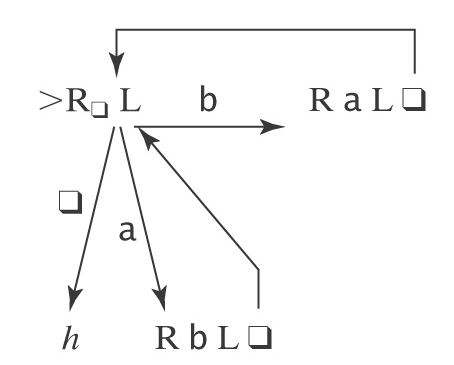 >R❑ L b R a L ❑
❑
a
h R b L ❑